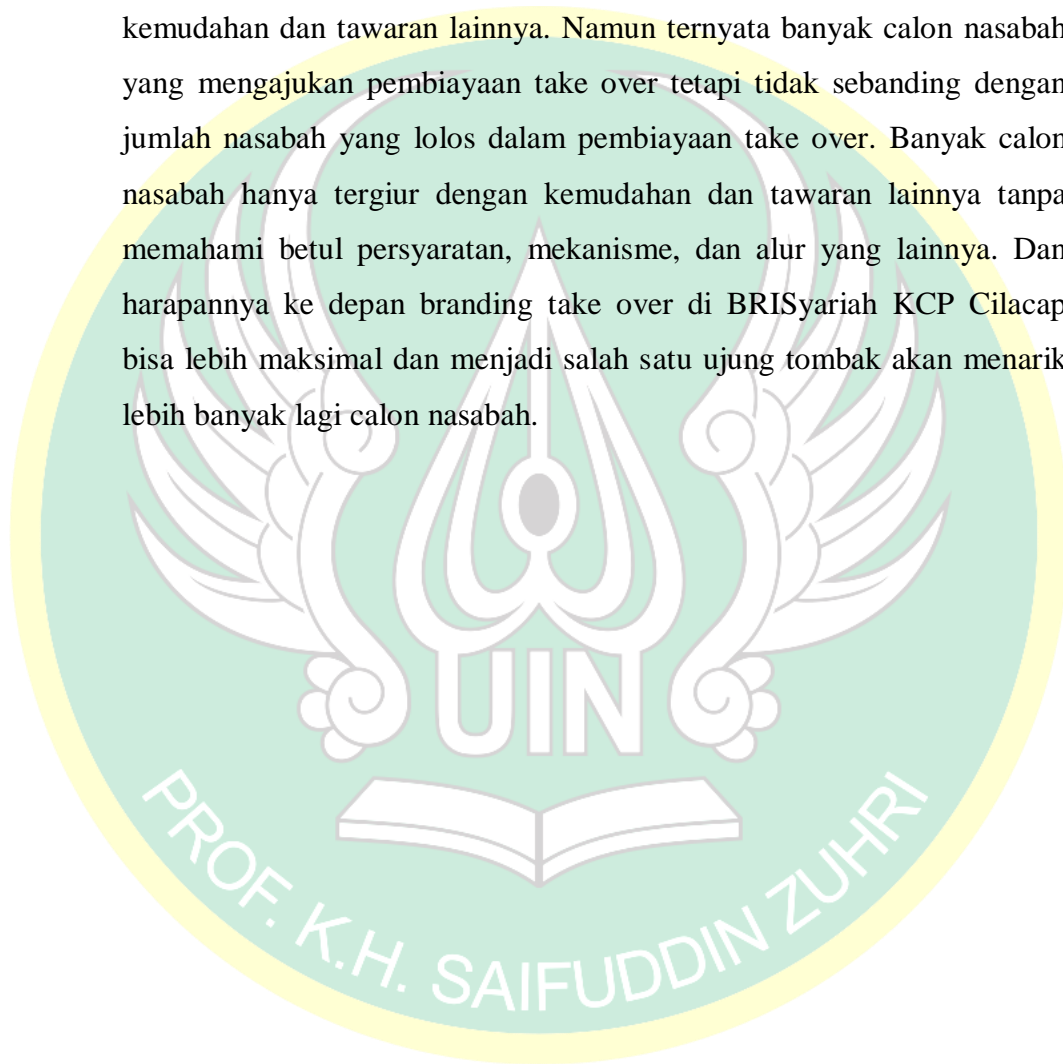 kemudahan dan tawaran lainnya. Namun ternyata banyak calon nasabah
yang mengajukan pembiayaan take over tetapi tidak sebanding dengan
jumlah nasabah yang lolos dalam pembiayaan take over. Banyak calon
nasabah hanya tergiur dengan kemudahan dan tawaran lainnya tanpa
memahami betul persyaratan, mekanisme, dan alur yang lainnya. Dan
harapannya ke depan branding take over di BRISyariah KCP Cilacap
bisa lebih maksimal dan menjadi salah satu ujung tombak akan menarik
lebih banyak lagi calon nasabah.
UIN
PROF. K.H. SAIFUDDIN ZUHRI